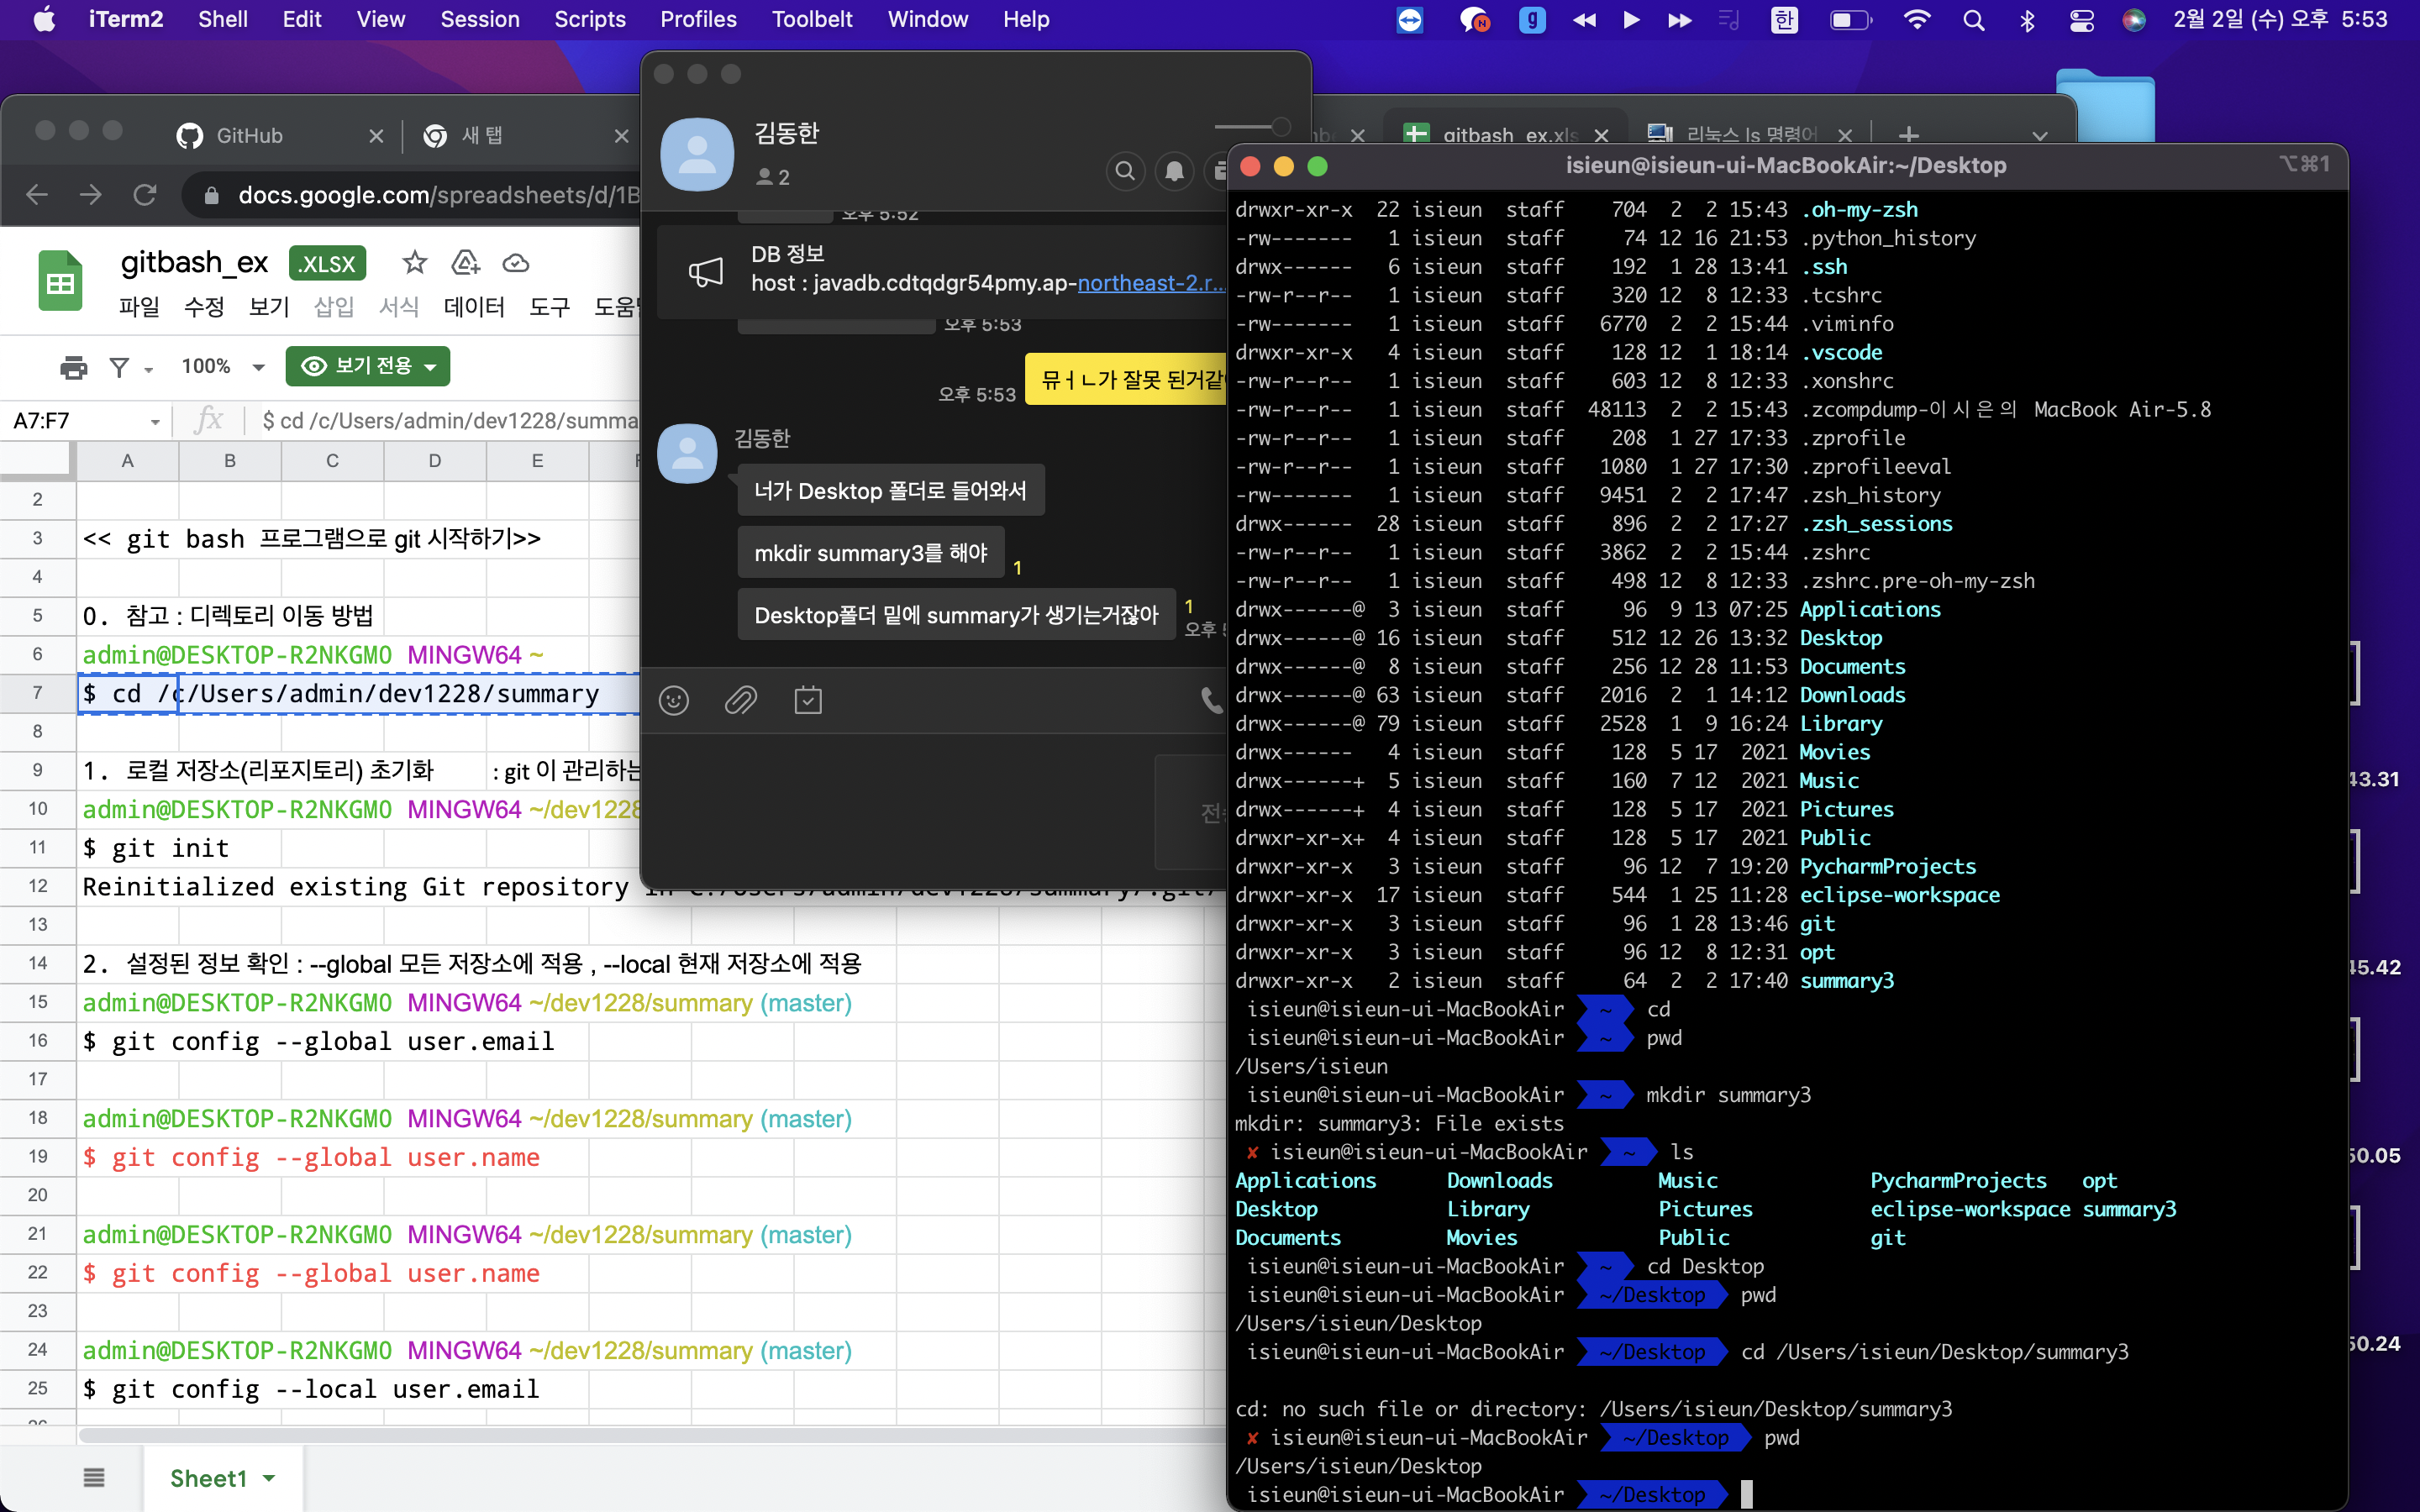 iTerm2 Shell Edit View Session Scripts Profiles Toolbelt Window Help
2월 2일 (수) 오후 5:53
GitHub
새 탭
gitbash_ex.xls
리눅스 ls 명령어
docs.google.com/spreadsheets/d/1B
gitbash_ex .XLSX
파일 수정 보기 삽입 서식 데이터 도구
100% 보기 전용
A7:F7
fx
$ cd /c/Users/admin/dev1228/summa
A B C D E
2
3 << git bash 프로그램으로 git 시작하기>>
4
5 0. 참고 : 디렉토리 이동 방법
6 admin@DESKTOP-R2NKGM0 MINGW64 ~
7 $ cd /c/Users/admin/dev1228/summary
8
9 1. 로컬 저장소(리포지토리) 초기화 : git 이 관리하는
10 admin@DESKTOP-R2NKGM0 MINGW64 ~/dev1228
11 $ git init
12 Reinitialized existing Git repository in C:/Users/admin/dev1228/summary/.git/
13
14 2. 설정된 정보 확인 : --global 모든 저장소에 적용 , --local 현재 저장소에 적용
15 admin@DESKTOP-R2NKGM0 MINGW64 ~/dev1228/summary (master)
16 $ git config --global user.email
17
18 admin@DESKTOP-R2NKGM0 MINGW64 ~/dev1228/summary (master)
19 $ git config --global user.name
20
21 admin@DESKTOP-R2NKGM0 MINGW64 ~/dev1228/summary (master)
22 $ git config --global user.name
23
24 admin@DESKTOP-R2NKGM0 MINGW64 ~/dev1228/summary (master)
25 $ git config --local user.email
26
Sheet1
김동한
2
오후 5:52
DB 정보
host : javadb.cdtqdgr54pmy.ap-northeast-2.r...
오후 5:53
뮤ㅓㄴ가 잘못 된거같
오후 5:53
김동한
너가 Desktop 폴더로 들어와서
mkdir summary3를 해야
1
Desktop폴더 밑에 summary가 생기는거잖아
1
오후
isieun@isieun-ui-MacBookAir:~/Desktop
⌥⌘1
drwxr-xr-x 22 isieun staff 704 2 2 15:43 .oh-my-zsh
-rw------- 1 isieun staff 74 12 16 21:53 .python_history
drwx------ 6 isieun staff 192 1 28 13:41 .ssh
-rw-r--r-- 1 isieun staff 320 12 8 12:33 .tcshrc
-rw------- 1 isieun staff 6770 2 2 15:44 .viminfo
drwxr-xr-x 4 isieun staff 128 12 1 18:14 .vscode
-rw-r--r-- 1 isieun staff 603 12 8 12:33 .xonshrc
-rw-r--r-- 1 isieun staff 48113 2 2 15:43 .zcompdump-이시은의 MacBook Air-5.8
-rw-r--r-- 1 isieun staff 208 1 27 17:33 .zprofile
-rw-r--r-- 1 isieun staff 1080 1 27 17:30 .zprofileeval
-rw------- 1 isieun staff 9451 2 2 17:47 .zsh_history
drwx------ 28 isieun staff 896 2 2 17:27 .zsh_sessions
-rw-r--r-- 1 isieun staff 3862 2 2 15:44 .zshrc
-rw-r--r-- 1 isieun staff 498 12 8 12:33 .zshrc.pre-oh-my-zsh
drwx------@ 3 isieun staff 96 9 13 07:25 Applications
drwx------@ 16 isieun staff 512 12 26 13:32 Desktop
drwx------@ 8 isieun staff 256 12 28 11:53 Documents
drwx------@ 63 isieun staff 2016 2 1 14:12 Downloads
drwx------@ 79 isieun staff 2528 1 9 16:24 Library
drwx------ 4 isieun staff 128 5 17 2021 Movies
drwx------+ 5 isieun staff 160 7 12 2021 Music
drwx------+ 4 isieun staff 128 5 17 2021 Pictures
drwxr-xr-x+ 4 isieun staff 128 5 17 2021 Public
drwxr-xr-x 3 isieun staff 96 12 7 19:20 PycharmProjects
drwxr-xr-x 17 isieun staff 544 1 25 11:28 eclipse-workspace
drwxr-xr-x 3 isieun staff 96 1 28 13:46 git
drwxr-xr-x 3 isieun staff 96 12 8 12:31 opt
drwxr-xr-x 2 isieun staff 64 2 2 17:40 summary3
isieun@isieun-ui-MacBookAir ~ cd
isieun@isieun-ui-MacBookAir ~ pwd
/Users/isieun
isieun@isieun-ui-MacBookAir ~ mkdir summary3
mkdir: summary3: File exists
✘ isieun@isieun-ui-MacBookAir ~ ls
Applications Downloads Music PycharmProjects opt
Desktop Library Pictures eclipse-workspace summary3
Documents Movies Public git
isieun@isieun-ui-MacBookAir ~ cd Desktop
isieun@isieun-ui-MacBookAir ~/Desktop pwd
/Users/isieun/Desktop
isieun@isieun-ui-MacBookAir ~/Desktop cd /Users/isieun/Desktop/summary3
cd: no such file or directory: /Users/isieun/Desktop/summary3
✘ isieun@isieun-ui-MacBookAir ~/Desktop pwd
/Users/isieun/Desktop
isieun@isieun-ui-MacBookAir ~/Desktop
43.31
45.42
50.05
50.24